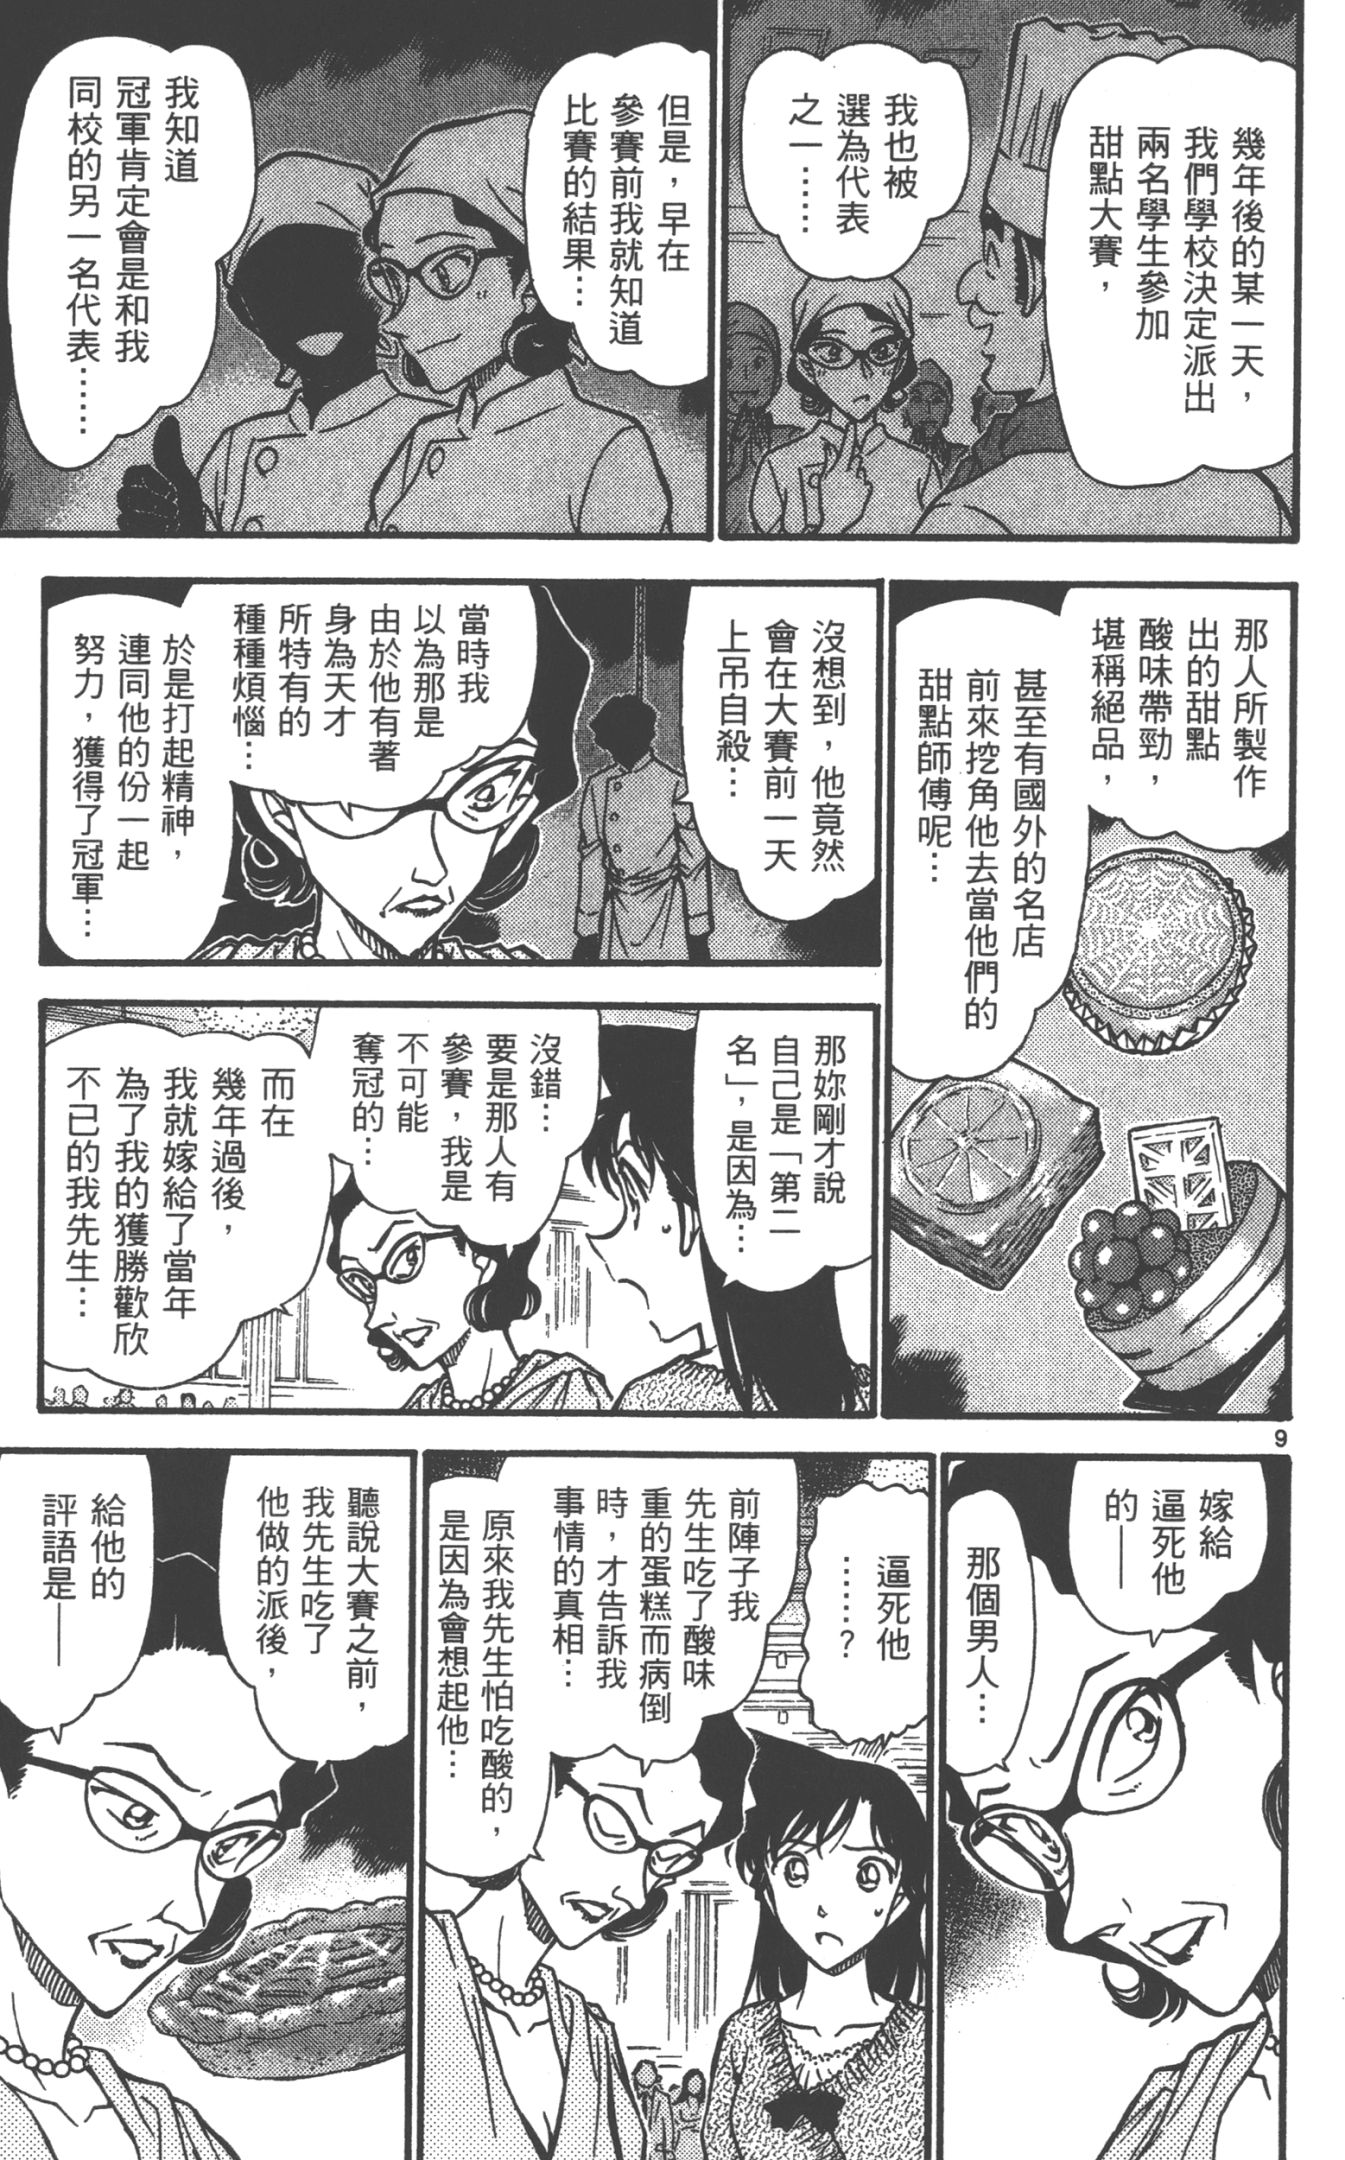 幾年後的某一天，
我們學校決定派出
兩名學生參加
甜點大賽，
我也被
選為代表
之一……
但是，早在
參賽前我就知道
比賽的結果…
我知道
冠軍肯定會是和我
同校的另一名代表……
那人所製作
出的甜點
酸味帶勁，
堪稱絕品，
甚至有國外的名店
前來挖角他去當他們的
甜點師傅呢…
沒想到，他竟然
會在大賽前一天
上吊自殺…
當時我
以為那是
由於他有著
身為天才
所特有的
種種煩惱…
於是打起精神，
連同他的份一起
努力，獲得了冠軍…
那妳剛才說
自己是「第二
名」，是因為…
沒錯…
要是那人有
參賽，我是
不可能
奪冠的…
而在
幾年過後，
我就嫁給了當年
為了我的獲勝歡欣
不已的我先生…
9
嫁給
逼死他
的——
那個男人…
逼死他
……？
前陣子我
先生吃了酸味
重的蛋糕而病倒
時，才告訴我
事情的真相…
原來我先生怕吃酸的，
是因為會想起他…
聽說大賽之前，
我先生吃了
他做的派後，
給他的
評語是——